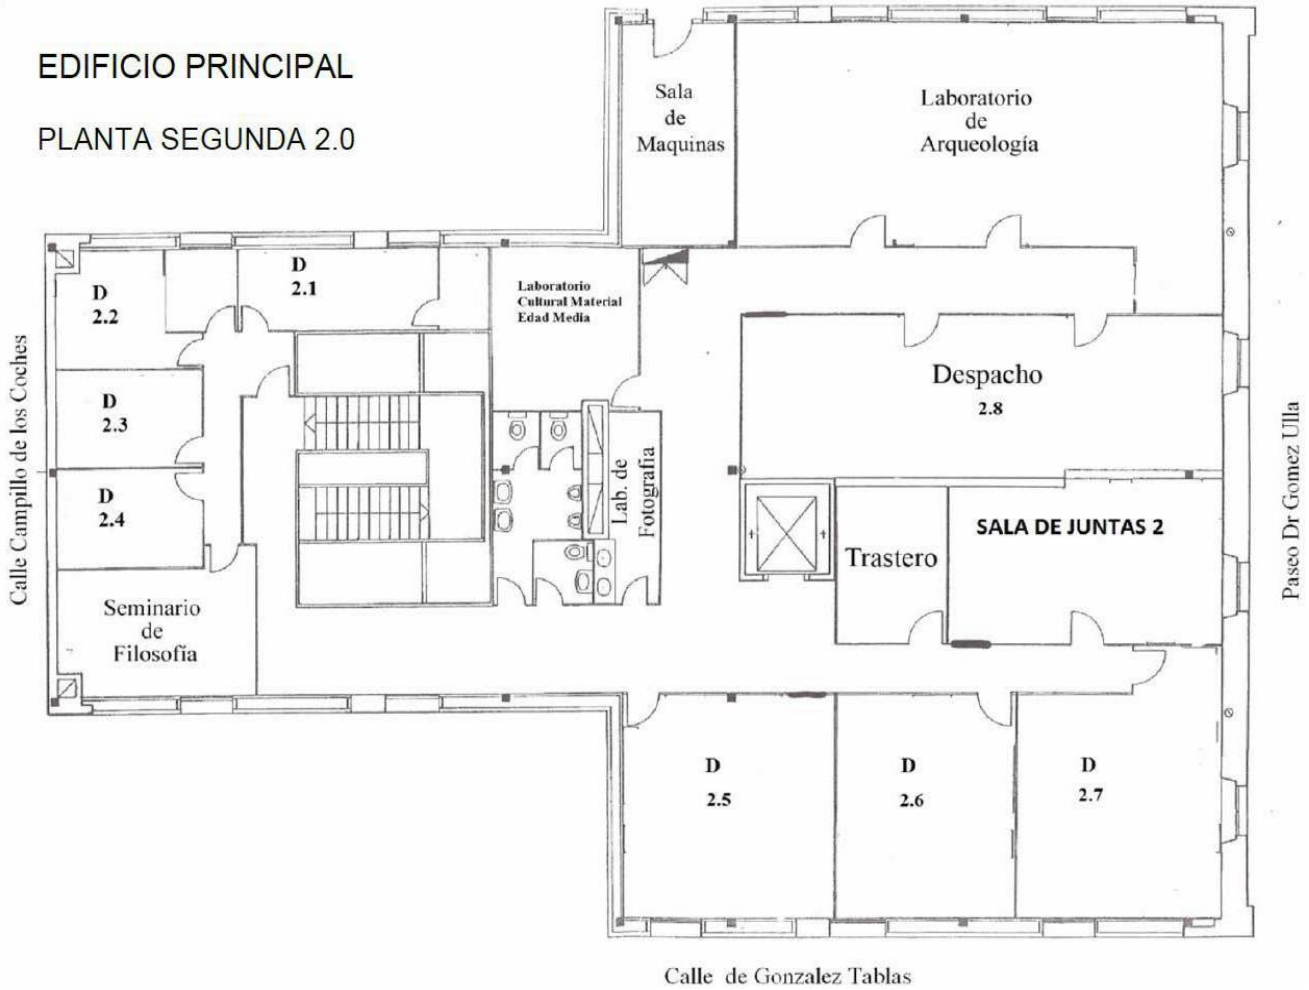 EDIFICIO PRINCIPAL
PLANTA SEGUNDA 2.0
Sala
de
Maquinas
Laboratorio
de
Arqueología
D
2.1
D
2.2
Laboratorio
Cultural Material
Edad Media
D
2.3
D
2.4
Seminario
de
Filosofía
Lab. de
Fotografia
Despacho
2.8
Trastero
SALA DE JUNTAS 2
D
2.5
D
2.6
D
2.7
Calle Campillo de los Coches
Paseo Dr Gomez Ulla
Calle de Gonzalez Tablas